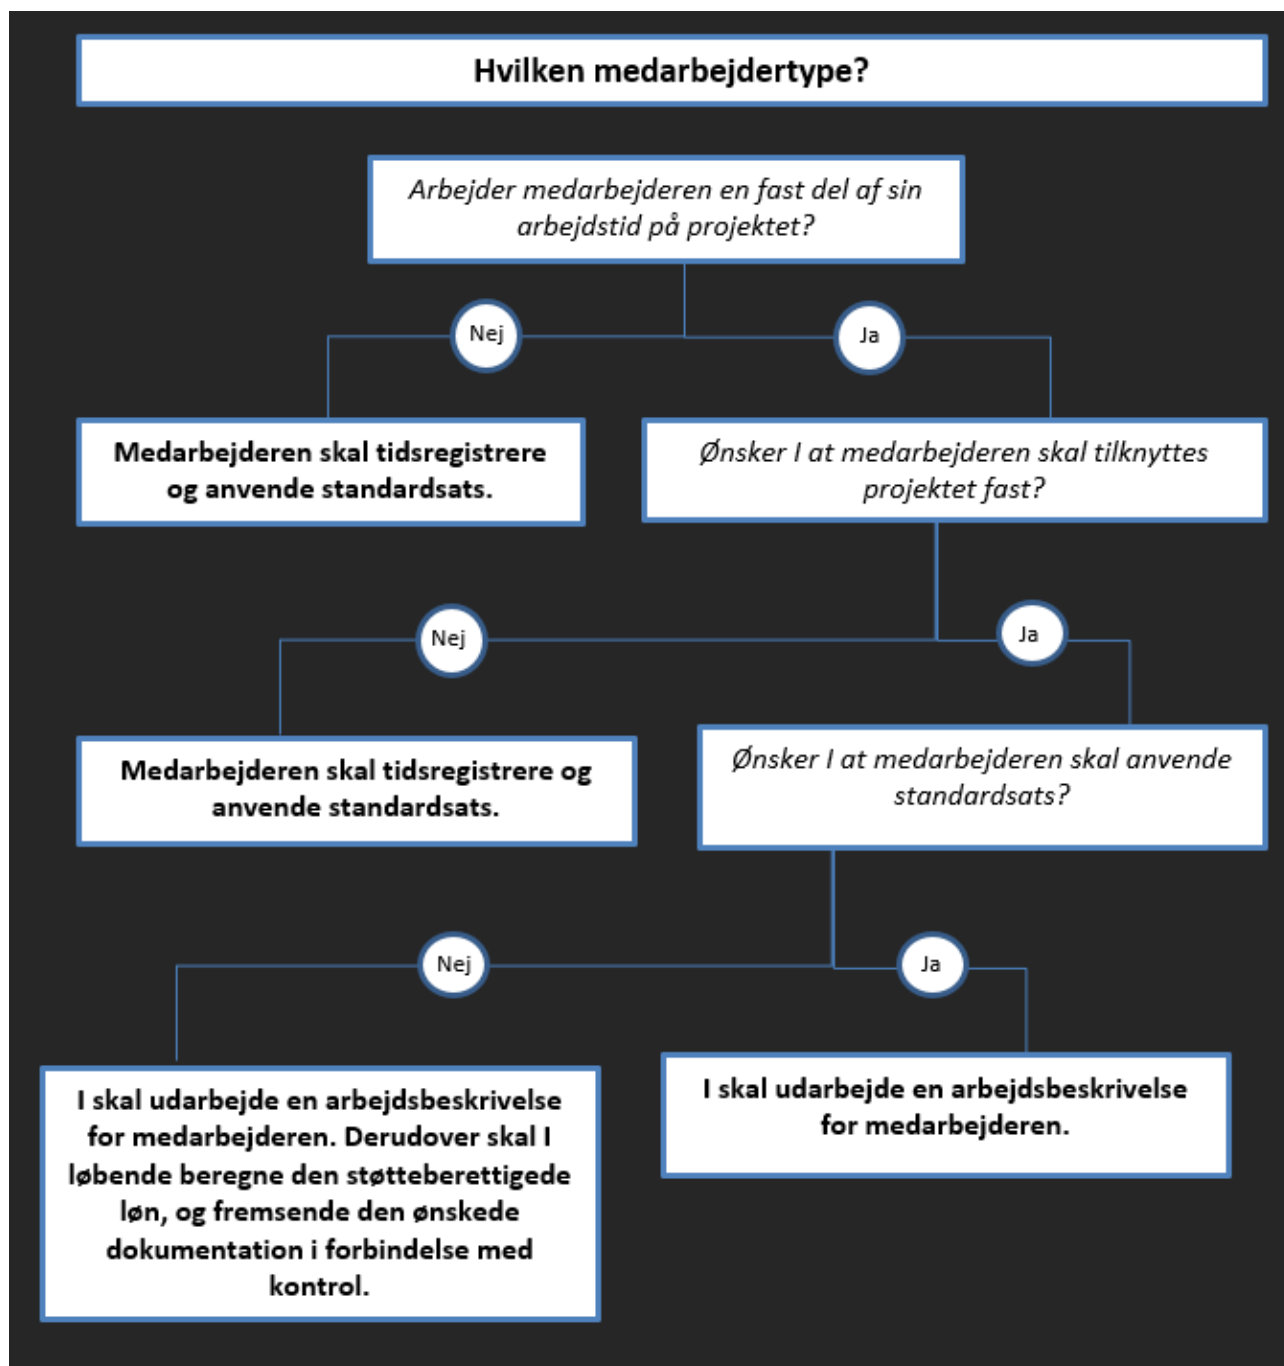 Hvilken medarbejdertype?
Arbejder medarbejderen en fast del af sin
arbejdstid på projektet?
Nej
Ja
Medarbejderen skal tidsregistrere
og anvende standardsats.
Ønsker I at medarbejderen skal tilknyttes
projektet fast?
Nej
Ja
Medarbejderen skal tidsregistrere og
anvende standardsats.
Ønsker I at medarbejderen skal anvende
standardsats?
Nej
Ja
I skal udarbejde en arbejdsbeskrivelse
for medarbejderen. Derudover skal I
løbende beregne den støtteberettigede
løn, og fremsende den ønskede
dokumentation i forbindelse med
kontrol.
I skal udarbejde en arbejdsbeskrivelse
for medarbejderen.